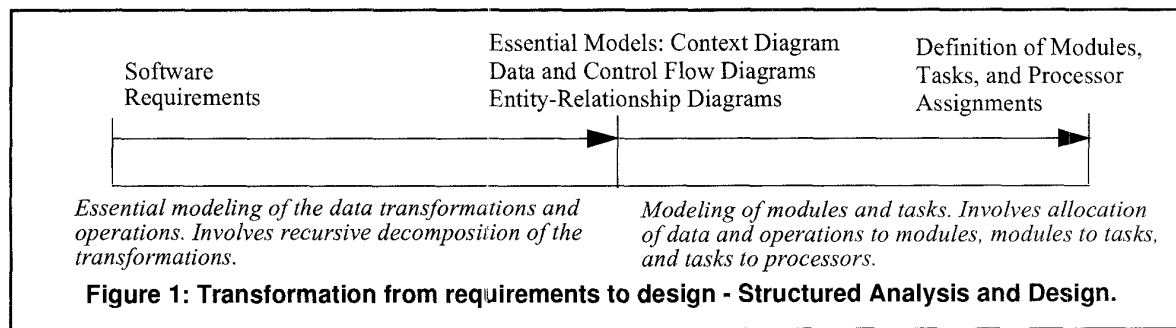 Software
Requirements
Essential Models: Context Diagram
Data and Control Flow Diagrams
Entity-Relationship Diagrams
Definition of Modules,
Tasks, and Processor
Assignments
Essential modeling of the data transformations and
operations. Involves recursive decomposition of the
transformations.
Modeling of modules and tasks. Involves allocation
of data and operations to modules, modules to tasks,
and tasks to processors.
Figure 1: Transformation from requirements to design - Structured Analysis and Design.